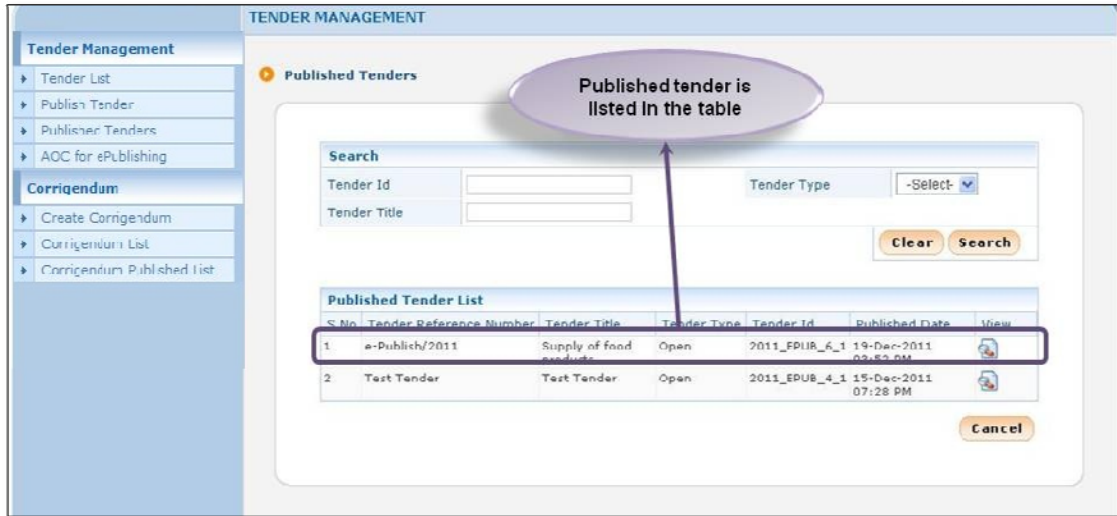 TENDER MANAGEMENT
Tender Management
Tender List
Publish Tender
Published Tenders
AOC for ePublishing
Corrigendum
Create Corrigendum
Corrigendum List
Corrigendum Published List
Published Tenders
Published tender is
listed in the table
Search
Tender Id
Tender Type
-Select-
Tender Title
Clear Search
Published Tender List
S.No Tender Reference Number Tender Title Tender Type Tender Id Published Date View
1 e-Publish/2011 Supply of food Open 2011_EPUB_6_1 19-Dec-2011
products 03:52 PM
2 Test Tender Test Tender Open 2011_EPUB_4_1 15-Dec-2011
07:28 PM
Cancel